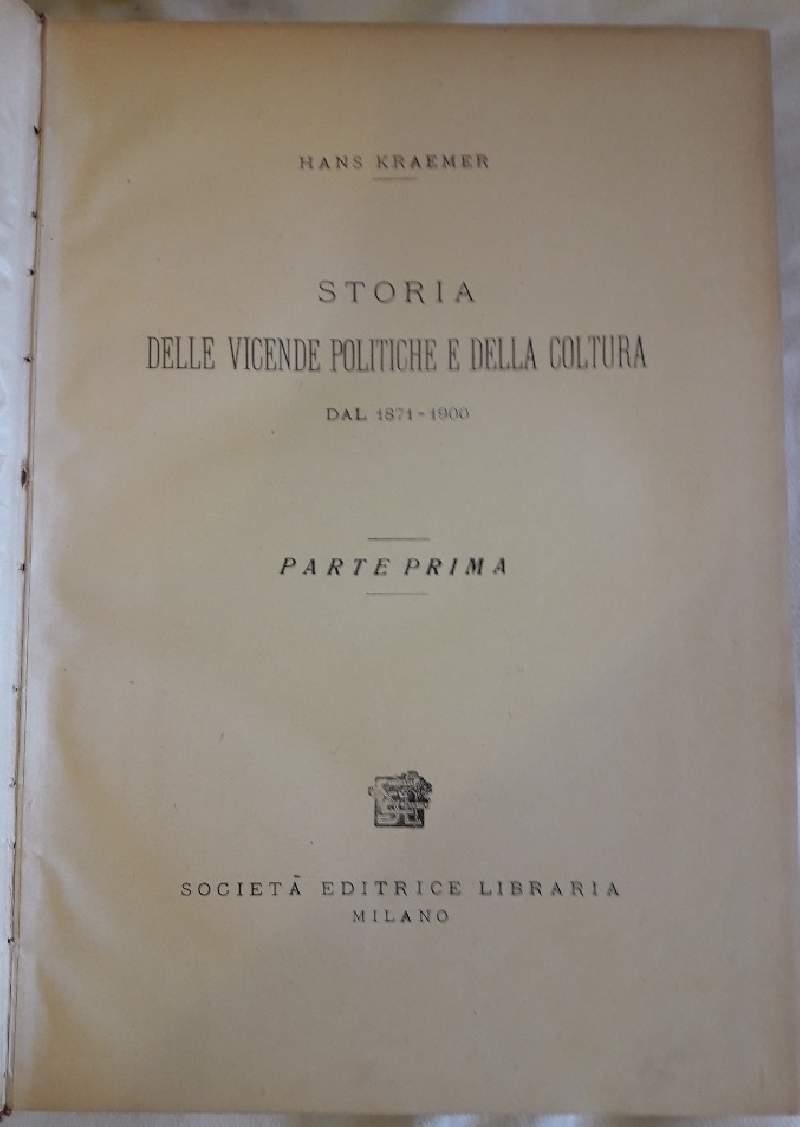 HANS KRAEMER
STORIA
DELLE VICENDE POLITICHE E DELLA COLTURA
DAL 1871-1900
PARTE PRIMA
SOCIETÀ EDITRICE LIBRARIA
MILANO